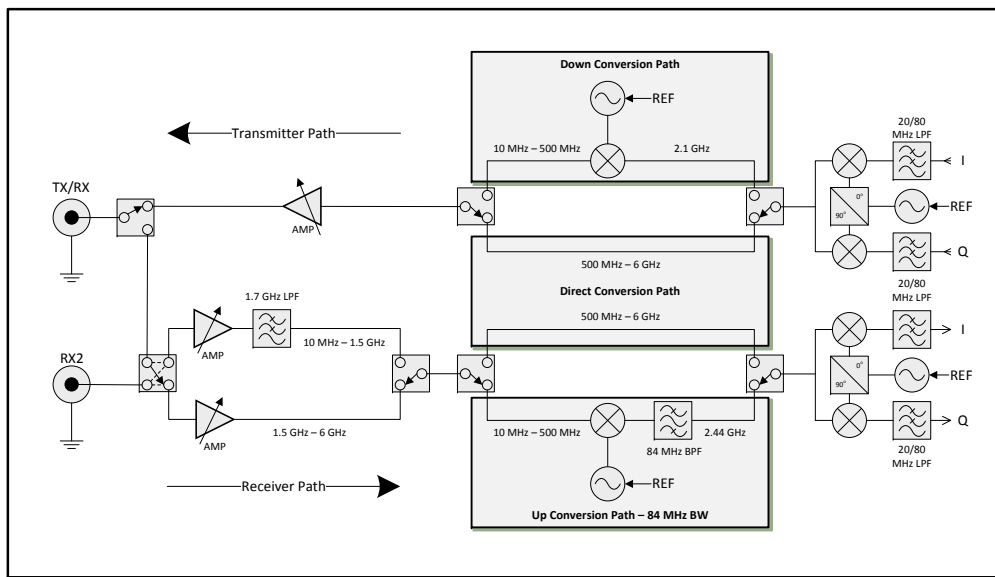 Down Conversion Path
REF
10 MHz – 500 MHz
2.1 GHz
Transmitter Path
TX/RX
AMP
20/80
MHz LPF
I
0°
90°
REF
Q
20/80
MHz LPF
500 MHz – 6 GHz
Direct Conversion Path
500 MHz – 6 GHz
1.7 GHz LPF
AMP
10 MHz – 1.5 GHz
RX2
AMP
1.5 GHz – 6 GHz
I
0°
90°
REF
Q
20/80
MHz LPF
10 MHz – 500 MHz
84 MHz BPF
2.44 GHz
REF
Receiver Path
Up Conversion Path – 84 MHz BW